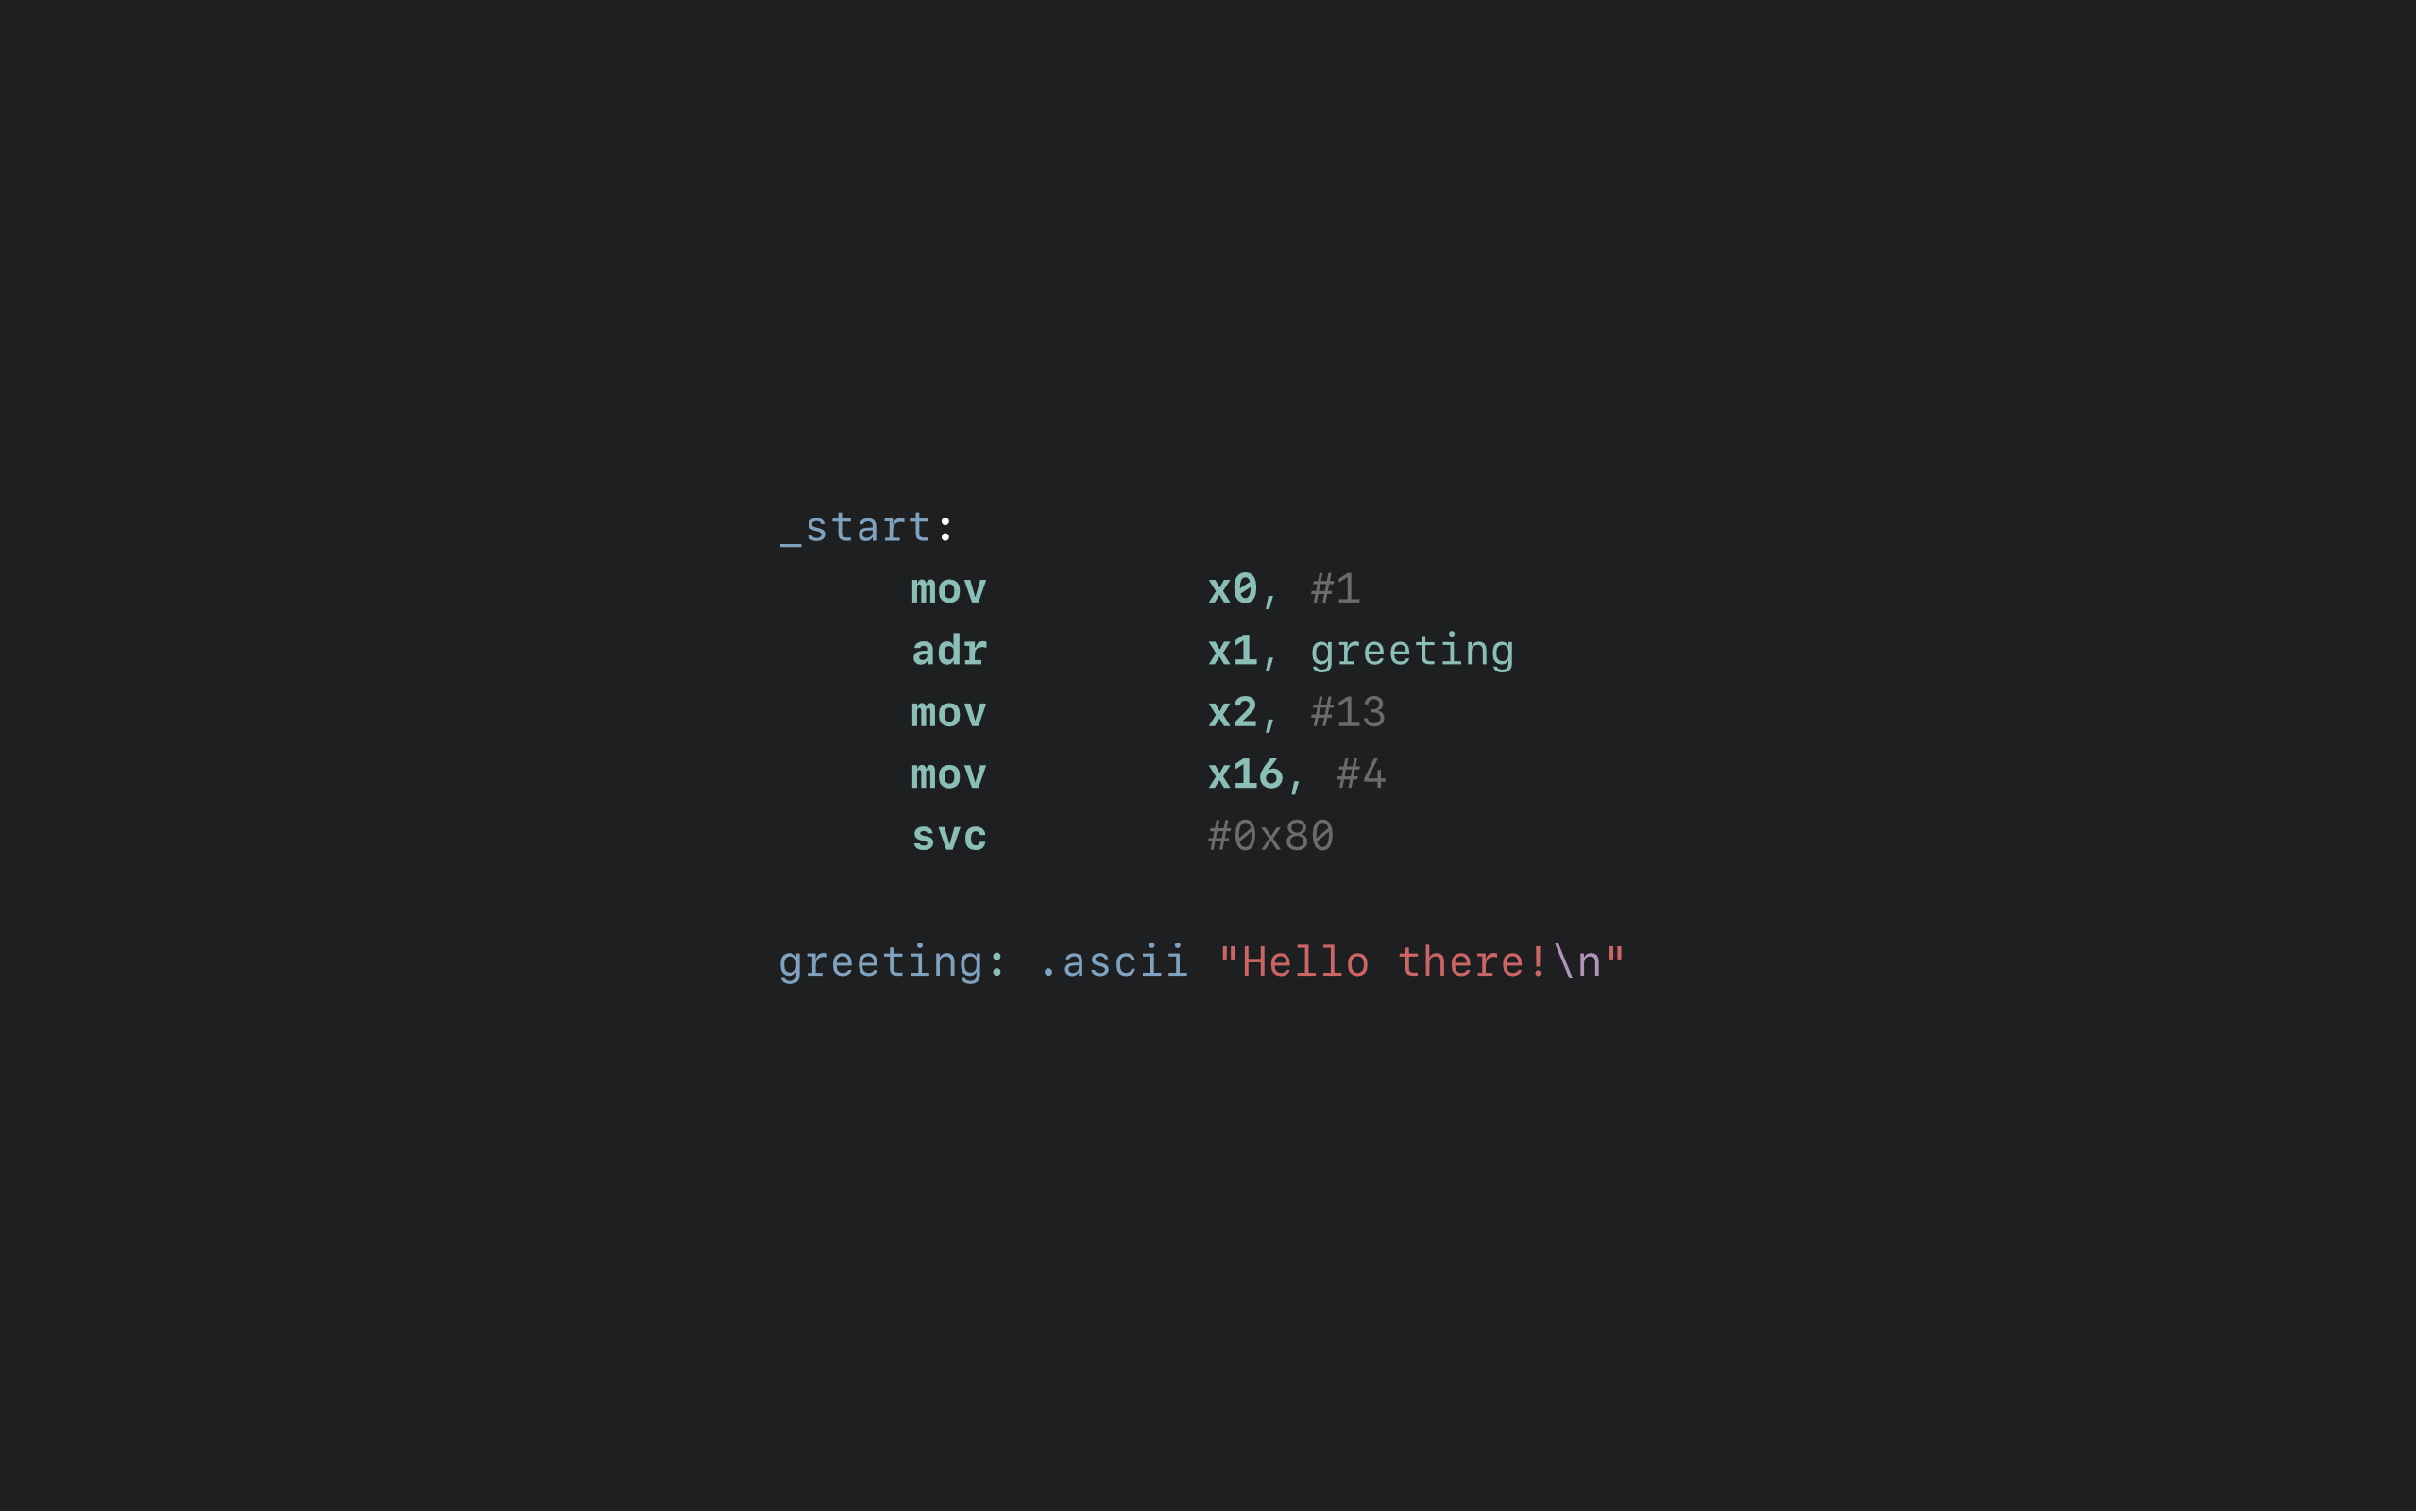 _start:
mov x0, #1
adr x1, greeting
mov x2, #13
mov x16, #4
svc #0x80
greeting: .ascii "Hello there!\n"